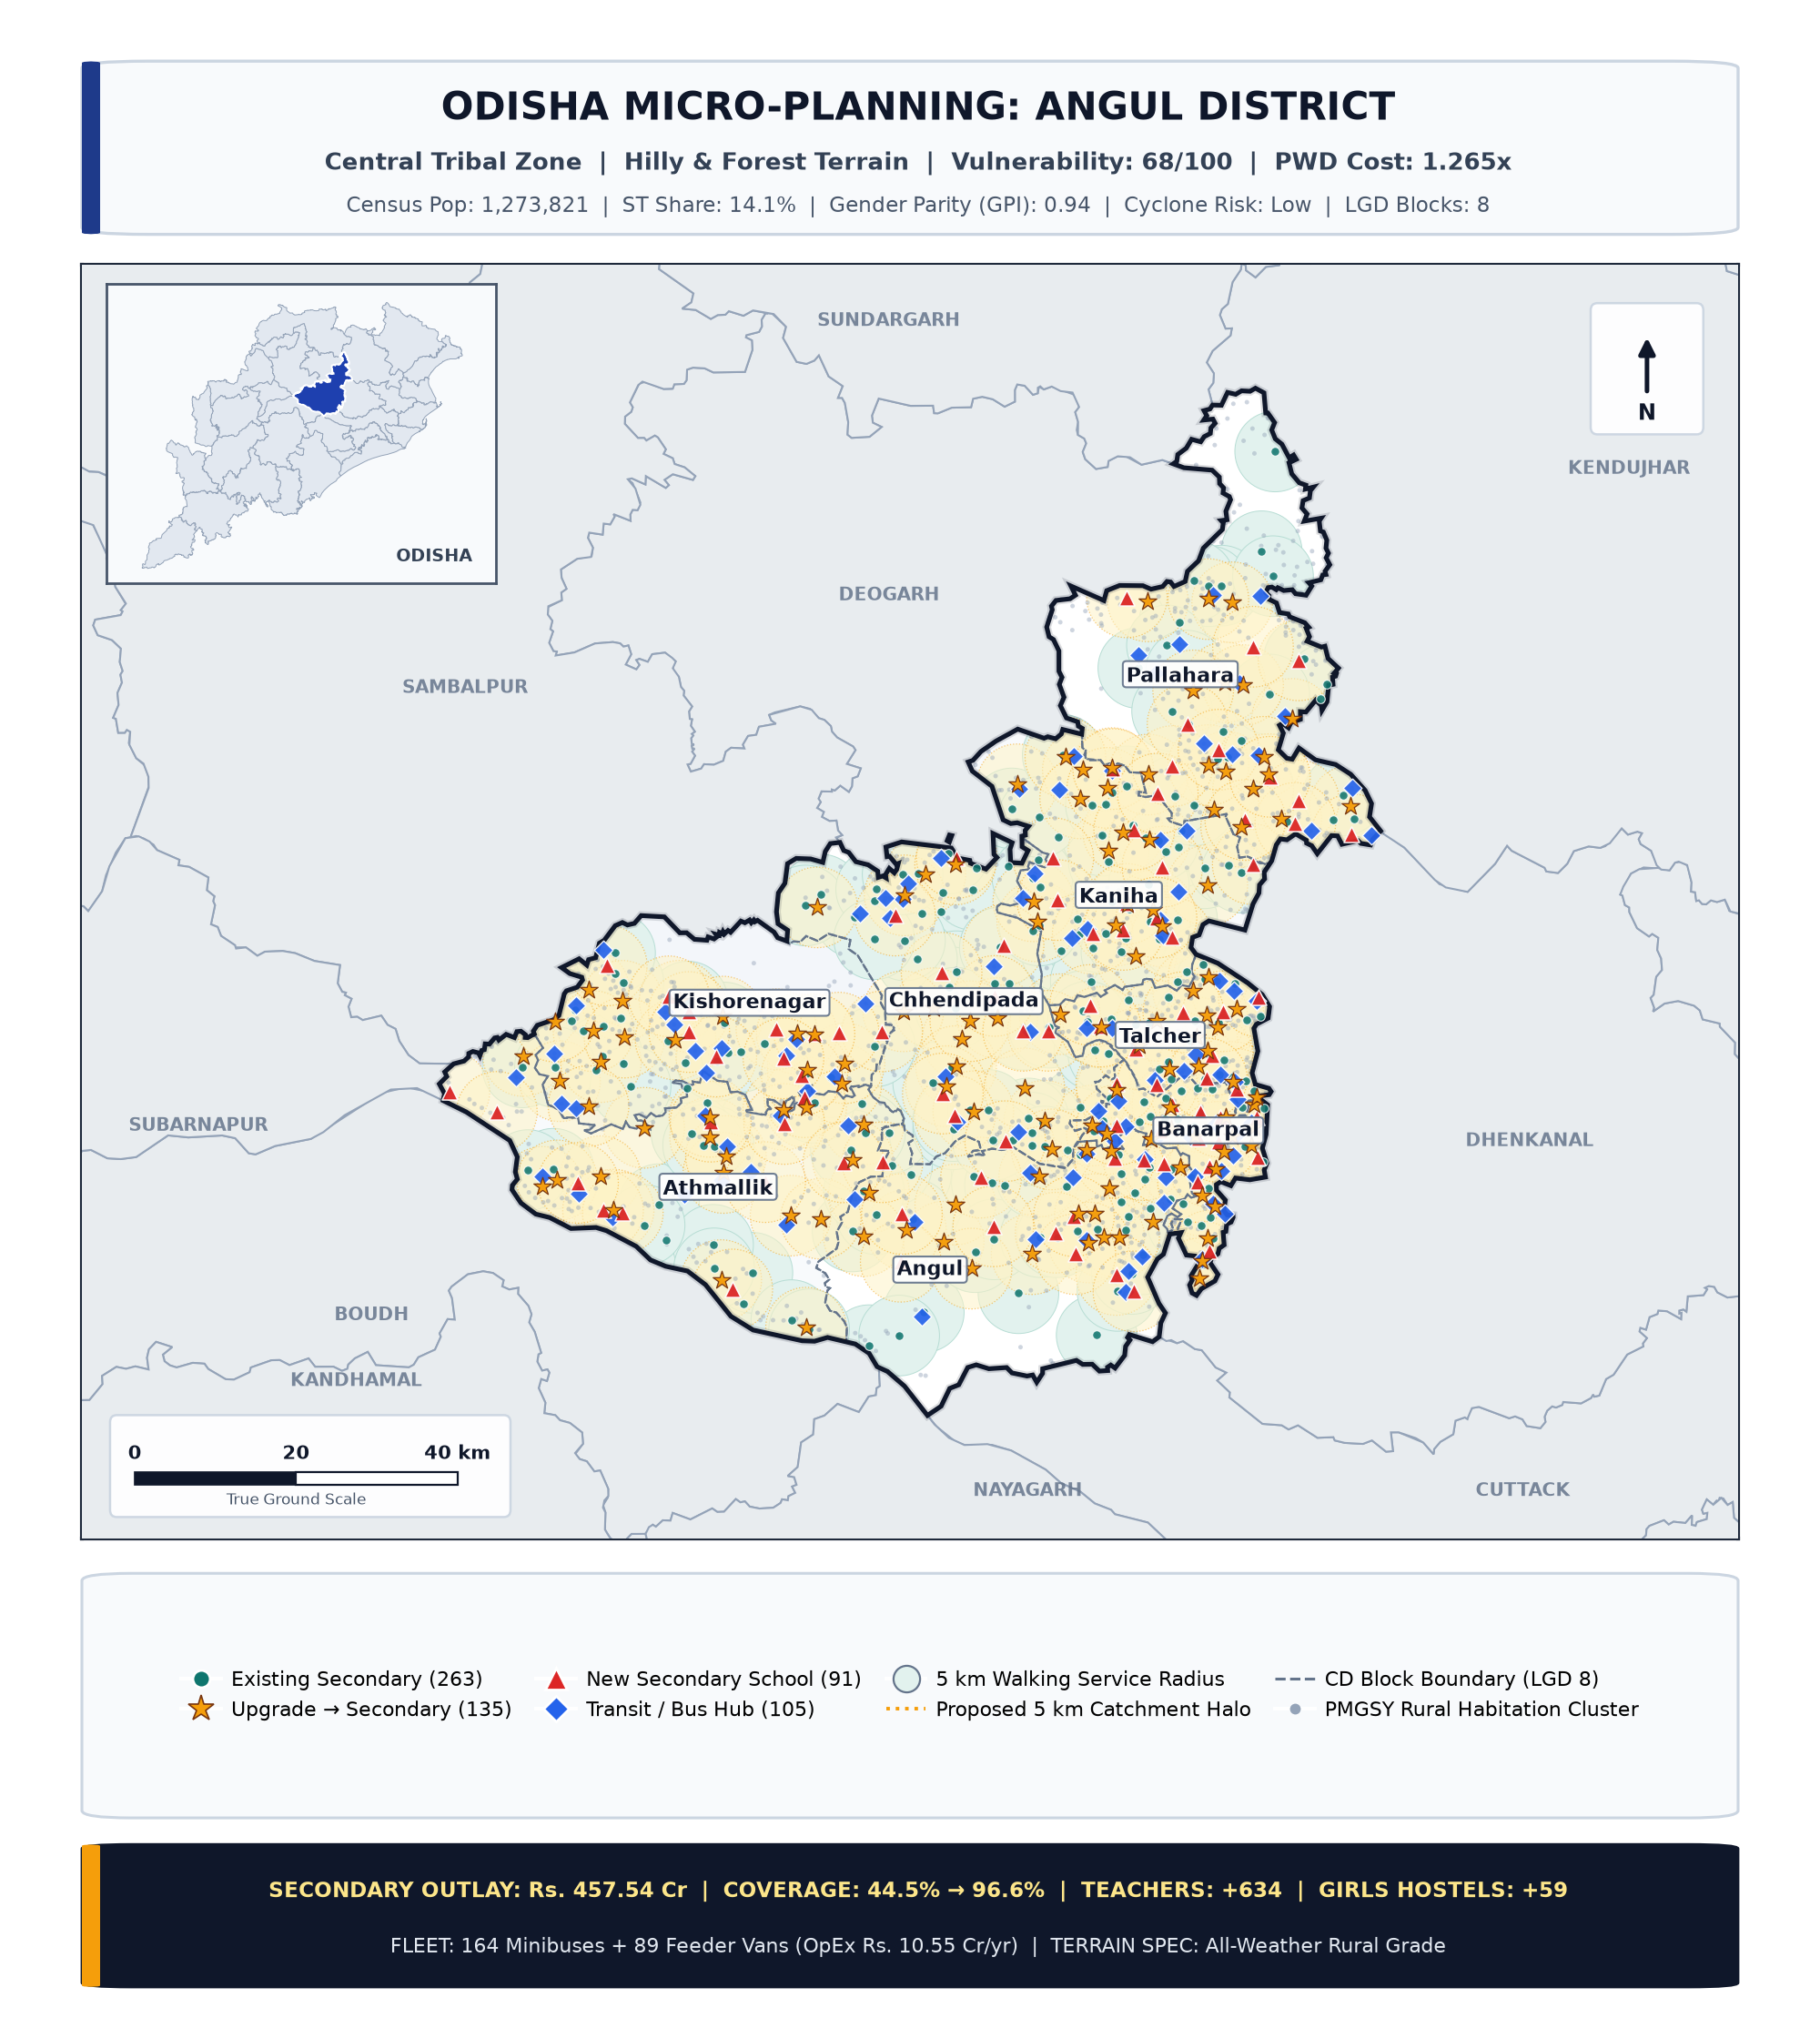 ODISHA MICRO-PLANNING: ANGUL DISTRICT
Central Tribal Zone | Hilly & Forest Terrain | Vulnerability: 68/100 | PWD Cost: 1.265x
Census Pop: 1,273,821 | ST Share: 14.1% | Gender Parity (GPI): 0.94 | Cyclone Risk: Low | LGD Blocks: 8
SUNDARGARH
N
KENDUJHAR
ODISHA
DEOGARH
SAMBALPUR
Pallahara
Kaniha
Kishorenagar
Chhendipada
Talcher
SUBARNAPUR
Banarpal
DHENKANAL
Athmallik
Angul
BOUDH
KANDHAMAL
0 20 40 km
True Ground Scale
NAYAGARH
CUTTACK
Existing Secondary (263)
Upgrade → Secondary (135)
New Secondary School (91)
Transit / Bus Hub (105)
5 km Walking Service Radius
Proposed 5 km Catchment Halo
CD Block Boundary (LGD 8)
PMGSY Rural Habitation Cluster
SECONDARY OUTLAY: Rs. 457.54 Cr | COVERAGE: 44.5% → 96.6% | TEACHERS: +634 | GIRLS HOSTELS: +59
FLEET: 164 Minibuses + 89 Feeder Vans (OpEx Rs. 10.55 Cr/yr) | TERRAIN SPEC: All-Weather Rural Grade